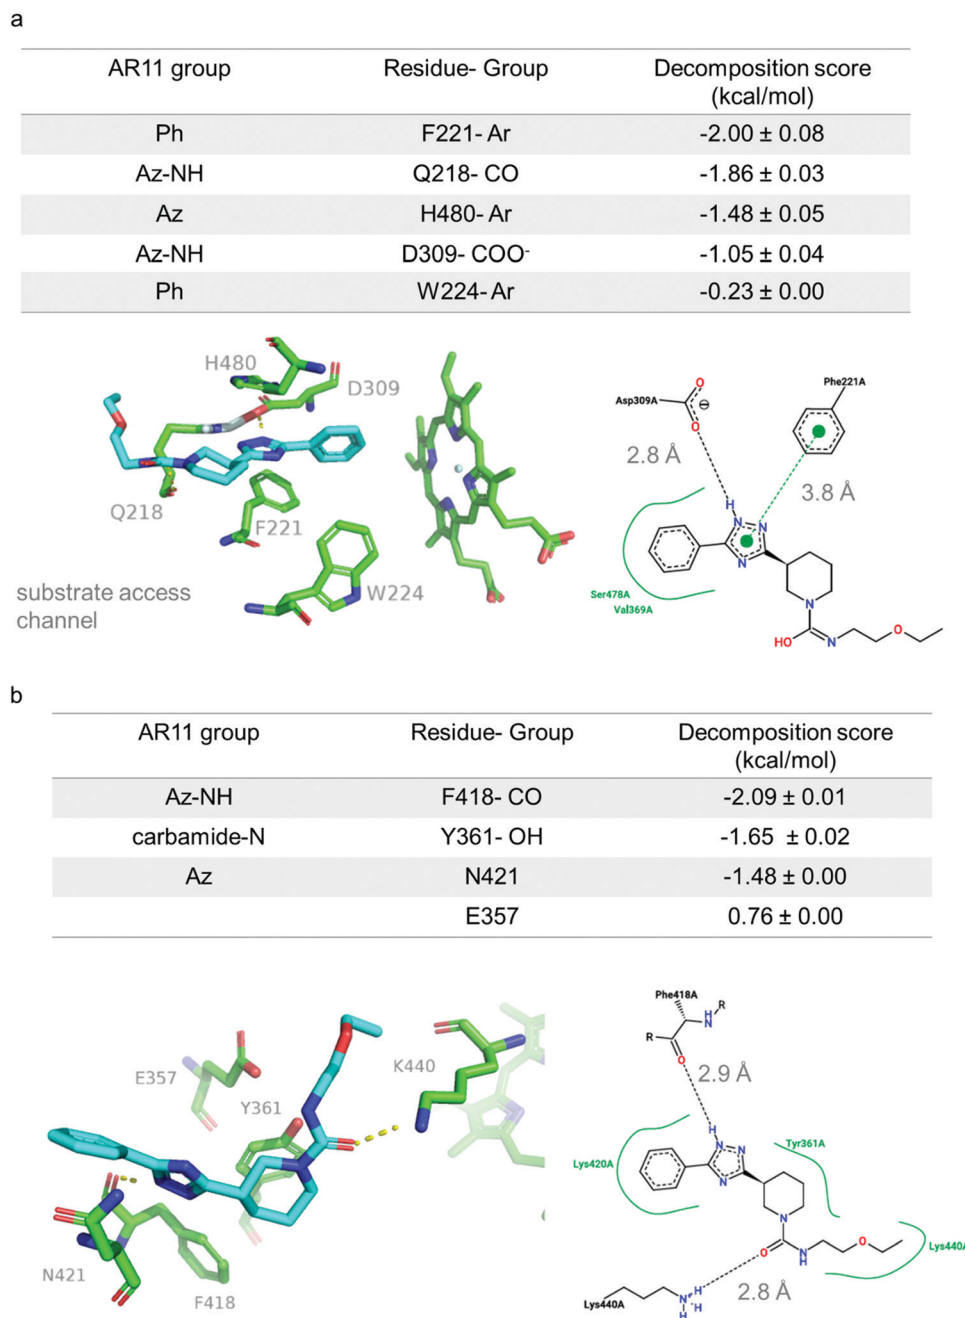 a
AR11 group Residue- Group Decomposition score
(kcal/mol)
Ph F221- Ar -2.00 ± 0.08
Az-NH Q218- CO -1.86 ± 0.03
Az H480- Ar -1.48 ± 0.05
Az-NH D309- COO⁻ -1.05 ± 0.04
Ph W224- Ar -0.23 ± 0.00
H480
D309
Q218
F221
W224
substrate access
channel
Asp309A
O
O
⊖
Phe221A
2.8 Å
3.8 Å
H
N
N
N
Ser478A
Val369A
N
HO
N
O
b
AR11 group Residue- Group Decomposition score
(kcal/mol)
Az-NH F418- CO -2.09 ± 0.01
carbamide-N Y361- OH -1.65 ± 0.02
Az N421 -1.48 ± 0.00
E357 0.76 ± 0.00
E357
Y361
K440
N421
F418
Phe418A
R
N
H
R
O
2.9 Å
H
N
N
N
Lys420A
Tyr361A
N
O
N
H
O
Lys440A
Lys440A
N⁺
H
H
H
2.8 Å